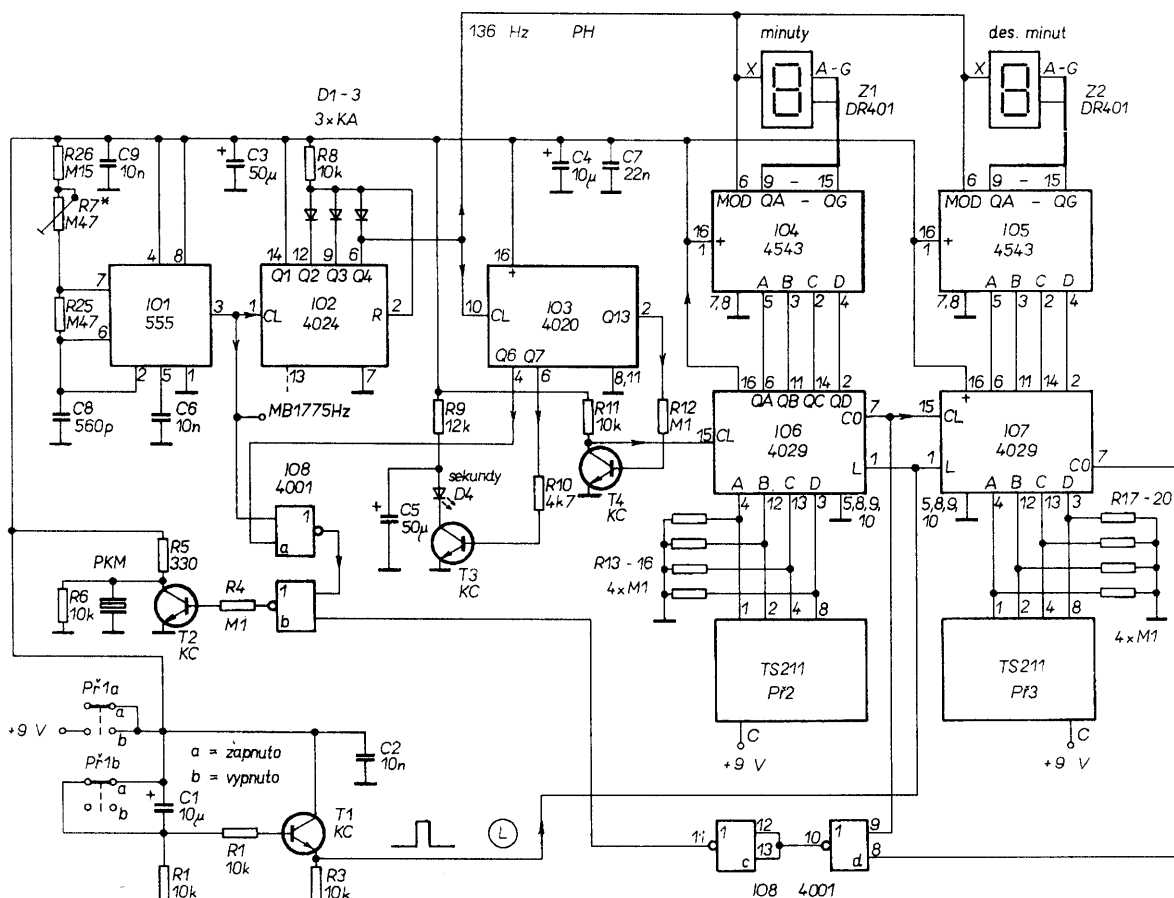 136 Hz PH
minuty
des. minut
X
A-G
Z1
DR401
X
A-G
Z2
DR401
D1-3
3×KA
R26
M15
C9
10n
+
C3
50µ
R8
10k
+
C4
10µ
C7
22n
R7*
M47
6 9 - 15
MOD QA - QG
16
+
1
IO4
4543
A B C D
7,8
5 3 2 4
6 9 - 15
MOD QA - QG
16
+
1
IO5
4543
A B C D
7,8
5 3 2 4
4 8
7
R25
M47
6
IO1
555
3
2 5 1
C8
560p
C6
10n
14 12 9 6
Q1 Q2 Q3 Q4
1
CL
IO2
4024
R
2
13
7
16
+
10
CL
IO3
4020
Q13
2
Q6 Q7
4 6
8,11
MB1775Hz
R9
12k
R11
10k
R12
M1
15
CL
T4
KC
16 6 11 14 2
QA QB QC QD
CO
7
IO6
4029
L
1
A B C D
4 12 13 3
5,8,9,
10
16 6 11 14 2
+
15
CL
IO7
4029
1
L
CO
7
A B C D
4 12 13 3
5,8,9,
10
R17-20
4×M1
IO8
4001
1
a
+
C5
50µ
sekundy
D4
R10
4k7
T3
KC
R13-16
4×M1
1 2 4 8
TS211
Př2
C
+9 V
1 2 4 8
TS211
Př3
C
+9 V
R5
330
PKM
R6
10k
T2
KC
R4
M1
1
b
Př1a
a
+9 V
b
Př1b
a
b
a = zapnuto
b = vypnuto
+
C1
10µ
C2
10n
T1
KC
R1
10k
R1
10k
R3
10k
L
11
1
c
12
13
10
1
d
9
8
IO8 4001